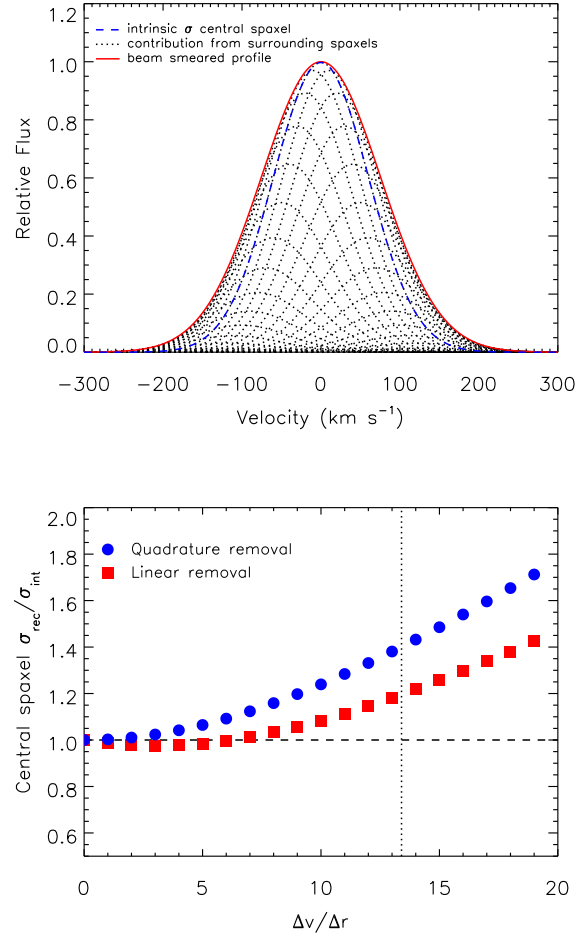 intrinsic σ central spaxel
contribution from surrounding spaxels
beam smeared profile
1.0
0.8
0.6
0.4
0.2
0.0
Relative Flux
−300 −200 −100 0 100 200 300
Velocity (km s⁻¹)
2.0
1.8
1.6
1.4
1.2
1.0
0.8
0.6
Quadrature removal
Linear removal
Central spaxel σrec/σint
0 5 10 15 20
Δv/Δr